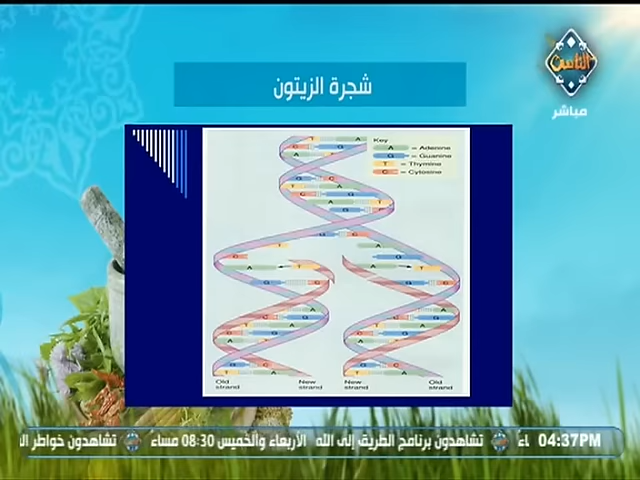 الناس
مباشر
شجرة الزيتون
Key
A = Adenine
G = Guanine
T = Thymine
C = Cytosine
Old strand
New strand
New strand
Old strand
تشاهدون خواطر ال تشاهدون برنامج الطريق إلى الله الأربعاء والخميس 08:30 مساءً
04:37PM